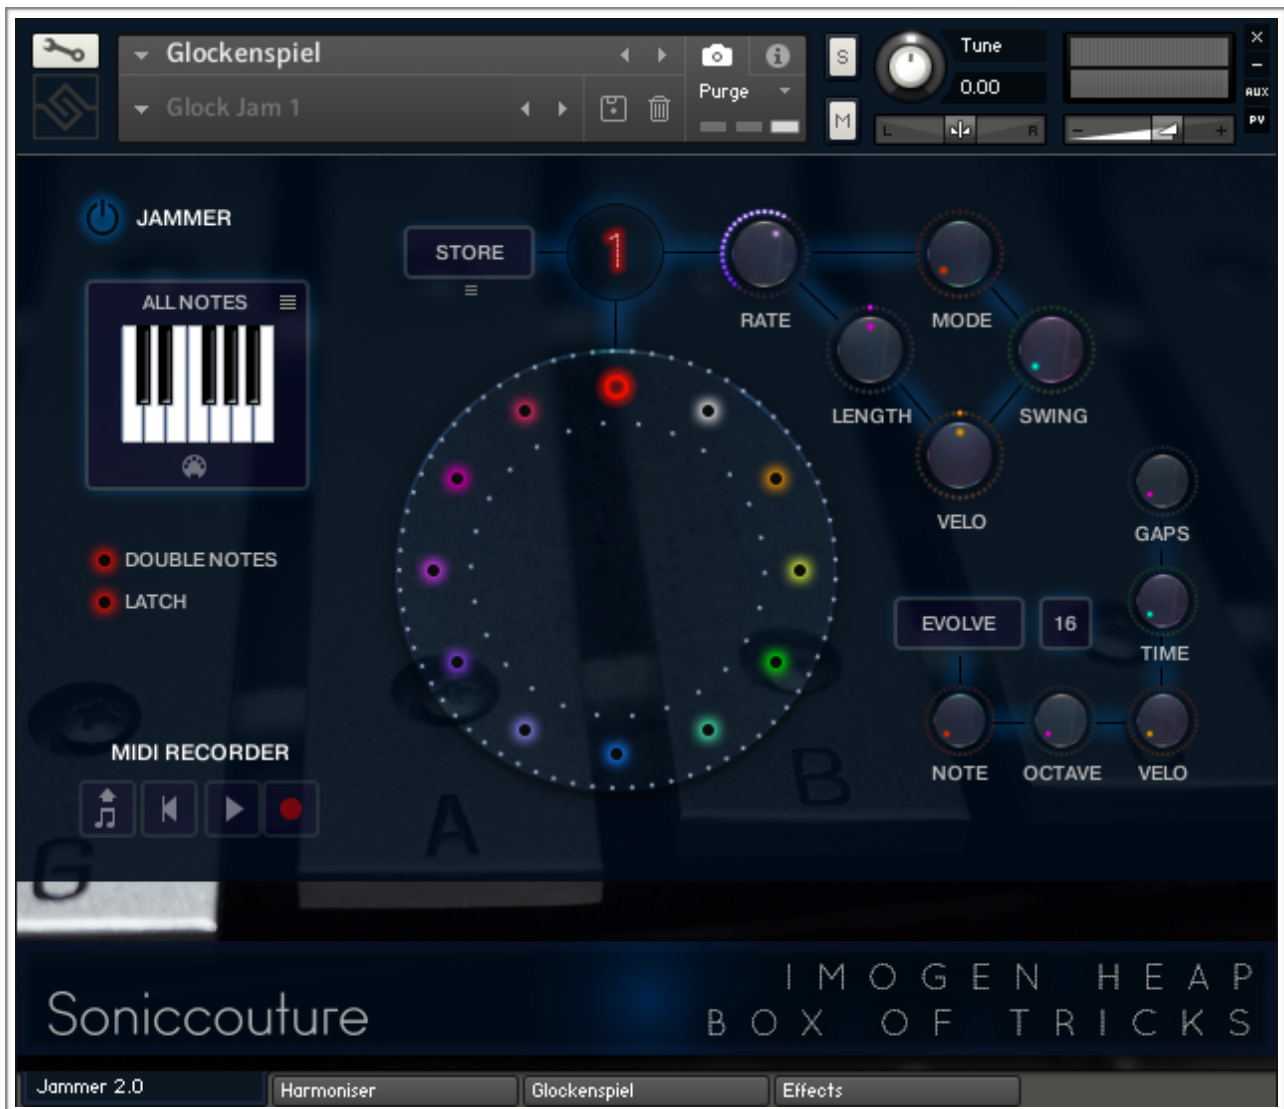 Glockenspiel
Glock Jam 1
Purge
S
M
Tune
0.00
L
R
AUX
PV
JAMMER
STORE
1
ALL NOTES
RATE
MODE
LENGTH
SWING
VELO
GAPS
DOUBLE NOTES
LATCH
EVOLVE
16
TIME
MIDI RECORDER
NOTE
OCTAVE
VELO
G
A
B
Soniccouture
IMOGEN HEAP
BOX OF TRICKS
Jammer 2.0
Harmoniser
Glockenspiel
Effects